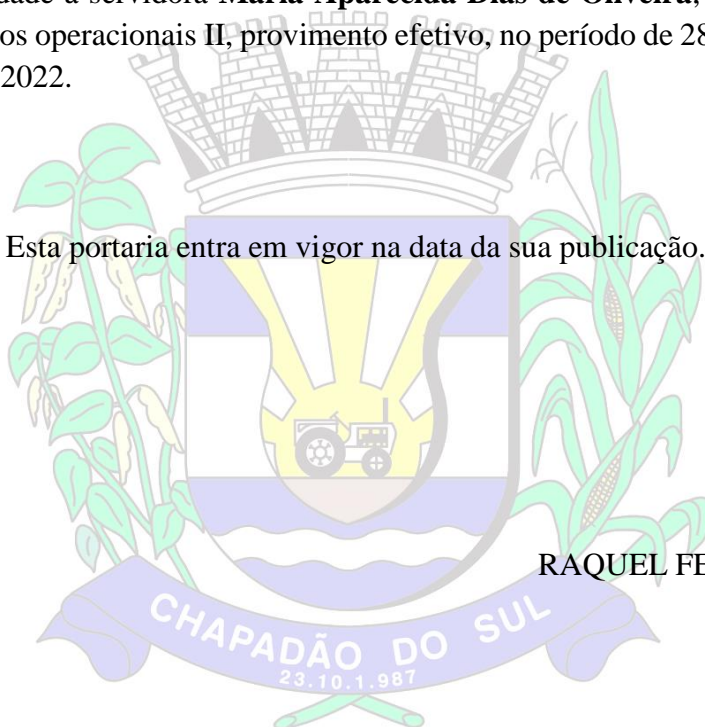 dade à servidora Maria Aparecida Dias de Oliveira,
os operacionais II, provimento efetivo, no período de 28
2022.
Esta portaria entra em vigor na data da sua publicação.
RAQUEL FE
CHAPADÃO DO SUL
23.10.1.987